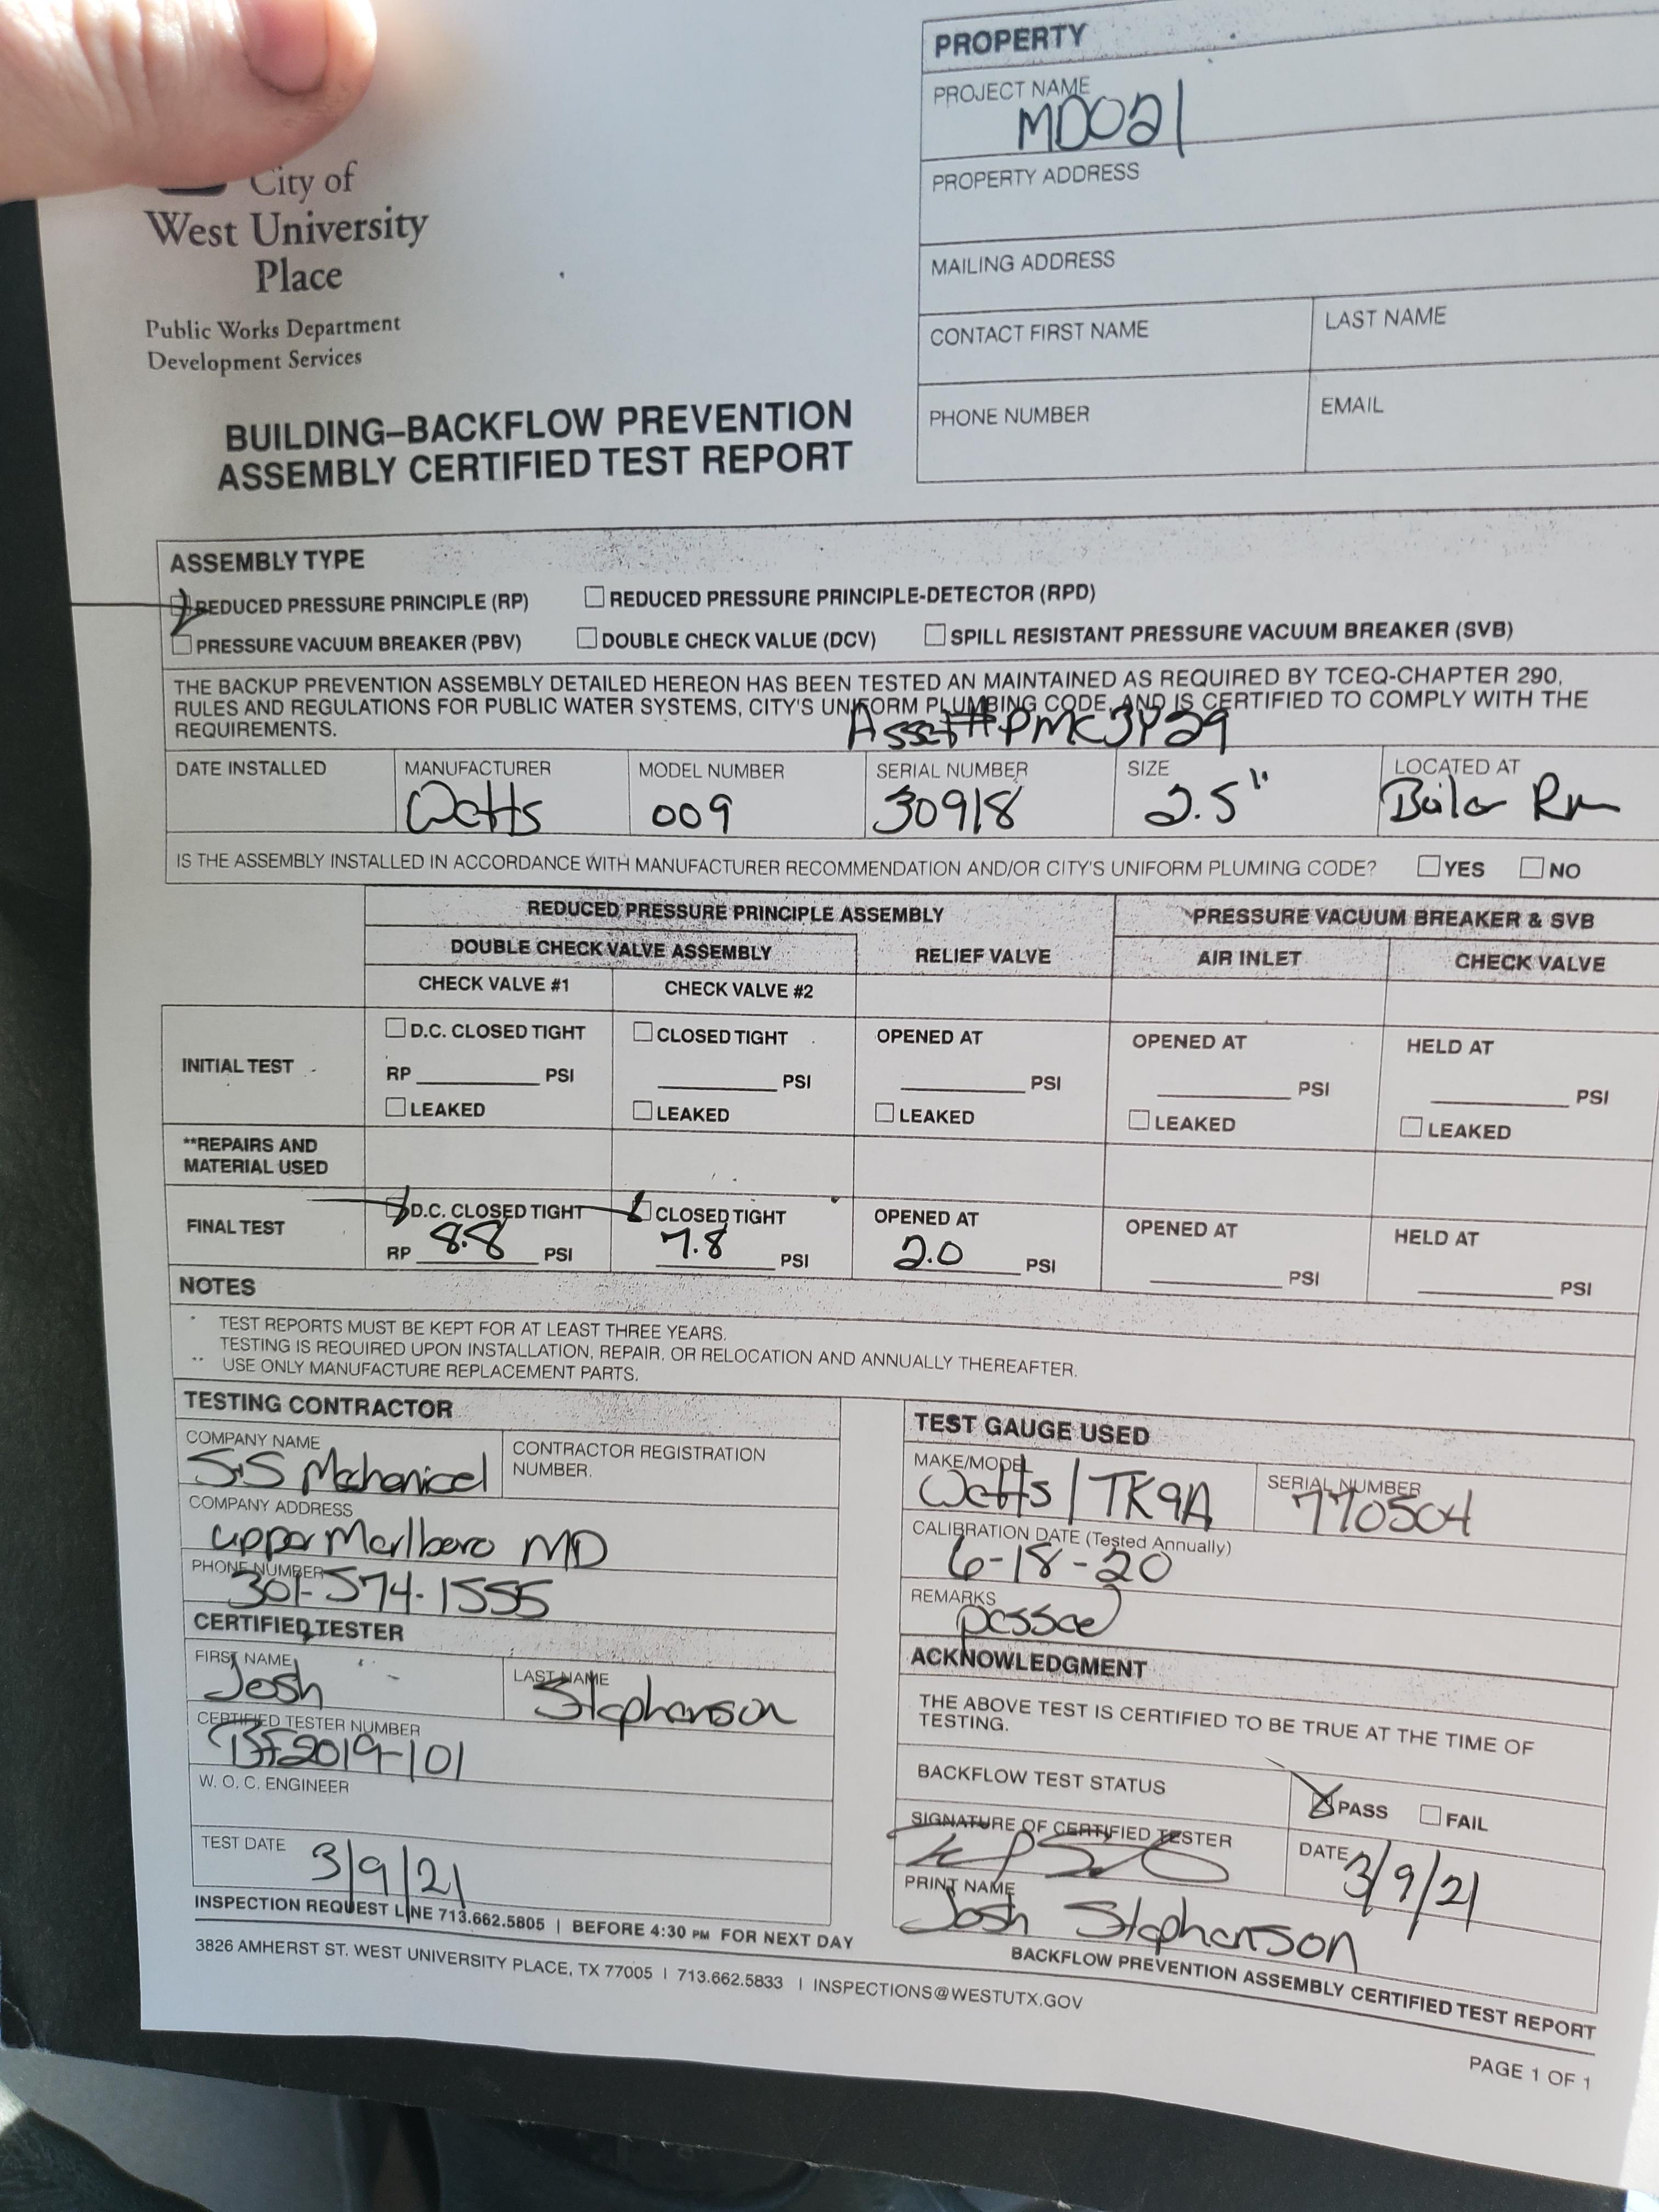 City of
West University
Place
Public Works Department
Development Services
BUILDING–BACKFLOW PREVENTION
ASSEMBLY CERTIFIED TEST REPORT
PROPERTY
PROJECT NAME
MD021
PROPERTY ADDRESS
MAILING ADDRESS
CONTACT FIRST NAME
LAST NAME
PHONE NUMBER
EMAIL
ASSEMBLY TYPE
REDUCED PRESSURE PRINCIPLE (RP)
REDUCED PRESSURE PRINCIPLE-DETECTOR (RPD)
PRESSURE VACUUM BREAKER (PBV)
DOUBLE CHECK VALUE (DCV)
SPILL RESISTANT PRESSURE VACUUM BREAKER (SVB)
THE BACKUP PREVENTION ASSEMBLY DETAILED HEREON HAS BEEN TESTED AN MAINTAINED AS REQUIRED BY TCEQ-CHAPTER 290,
RULES AND REGULATIONS FOR PUBLIC WATER SYSTEMS, CITY'S UNIFORM PLUMBING CODE, AND IS CERTIFIED TO COMPLY WITH THE
REQUIREMENTS.
Asset# PMC3429
DATE INSTALLED
MANUFACTURER
Watts
MODEL NUMBER
009
SERIAL NUMBER
30918
SIZE
2.5"
LOCATED AT
Boiler Rm
IS THE ASSEMBLY INSTALLED IN ACCORDANCE WITH MANUFACTURER RECOMMENDATION AND/OR CITY'S UNIFORM PLUMING CODE? YES NO
REDUCED PRESSURE PRINCIPLE ASSEMBLY
PRESSURE VACUUM BREAKER & SVB
DOUBLE CHECK VALVE ASSEMBLY
RELIEF VALVE
AIR INLET
CHECK VALVE
CHECK VALVE #1
CHECK VALVE #2
INITIAL TEST
D.C. CLOSED TIGHT
RP PSI
LEAKED
CLOSED TIGHT
PSI
LEAKED
OPENED AT
PSI
LEAKED
OPENED AT
PSI
LEAKED
HELD AT
PSI
LEAKED
**REPAIRS AND
MATERIAL USED
FINAL TEST
D.C. CLOSED TIGHT
RP 8.8 PSI
CLOSED TIGHT
7.8 PSI
OPENED AT
2.0 PSI
OPENED AT
PSI
HELD AT
PSI
NOTES
* TEST REPORTS MUST BE KEPT FOR AT LEAST THREE YEARS.
TESTING IS REQUIRED UPON INSTALLATION, REPAIR, OR RELOCATION AND ANNUALLY THEREAFTER.
** USE ONLY MANUFACTURE REPLACEMENT PARTS.
TESTING CONTRACTOR
COMPANY NAME
S+S Mechanical
CONTRACTOR REGISTRATION
NUMBER.
COMPANY ADDRESS
upper Marlboro MD
PHONE NUMBER
301-574-1555
CERTIFIED TESTER
FIRST NAME
Josh
LAST NAME
Stephanson
CERTIFIED TESTER NUMBER
BF2019-101
W. O. C. ENGINEER
TEST DATE
3/9/21
TEST GAUGE USED
MAKE/MODEL
Watts / TK9A
SERIAL NUMBER
770504
CALIBRATION DATE (Tested Annually)
6-18-20
REMARKS
passed
ACKNOWLEDGMENT
THE ABOVE TEST IS CERTIFIED TO BE TRUE AT THE TIME OF
TESTING.
BACKFLOW TEST STATUS
PASS FAIL
SIGNATURE OF CERTIFIED TESTER
DATE
3/9/21
PRINT NAME
Josh Stephanson
INSPECTION REQUEST LINE 713.662.5805 | BEFORE 4:30 PM FOR NEXT DAY
3826 AMHERST ST. WEST UNIVERSITY PLACE, TX 77005 | 713.662.5833 | INSPECTIONS@WESTUTX.GOV
BACKFLOW PREVENTION ASSEMBLY CERTIFIED TEST REPORT
PAGE 1 OF 1